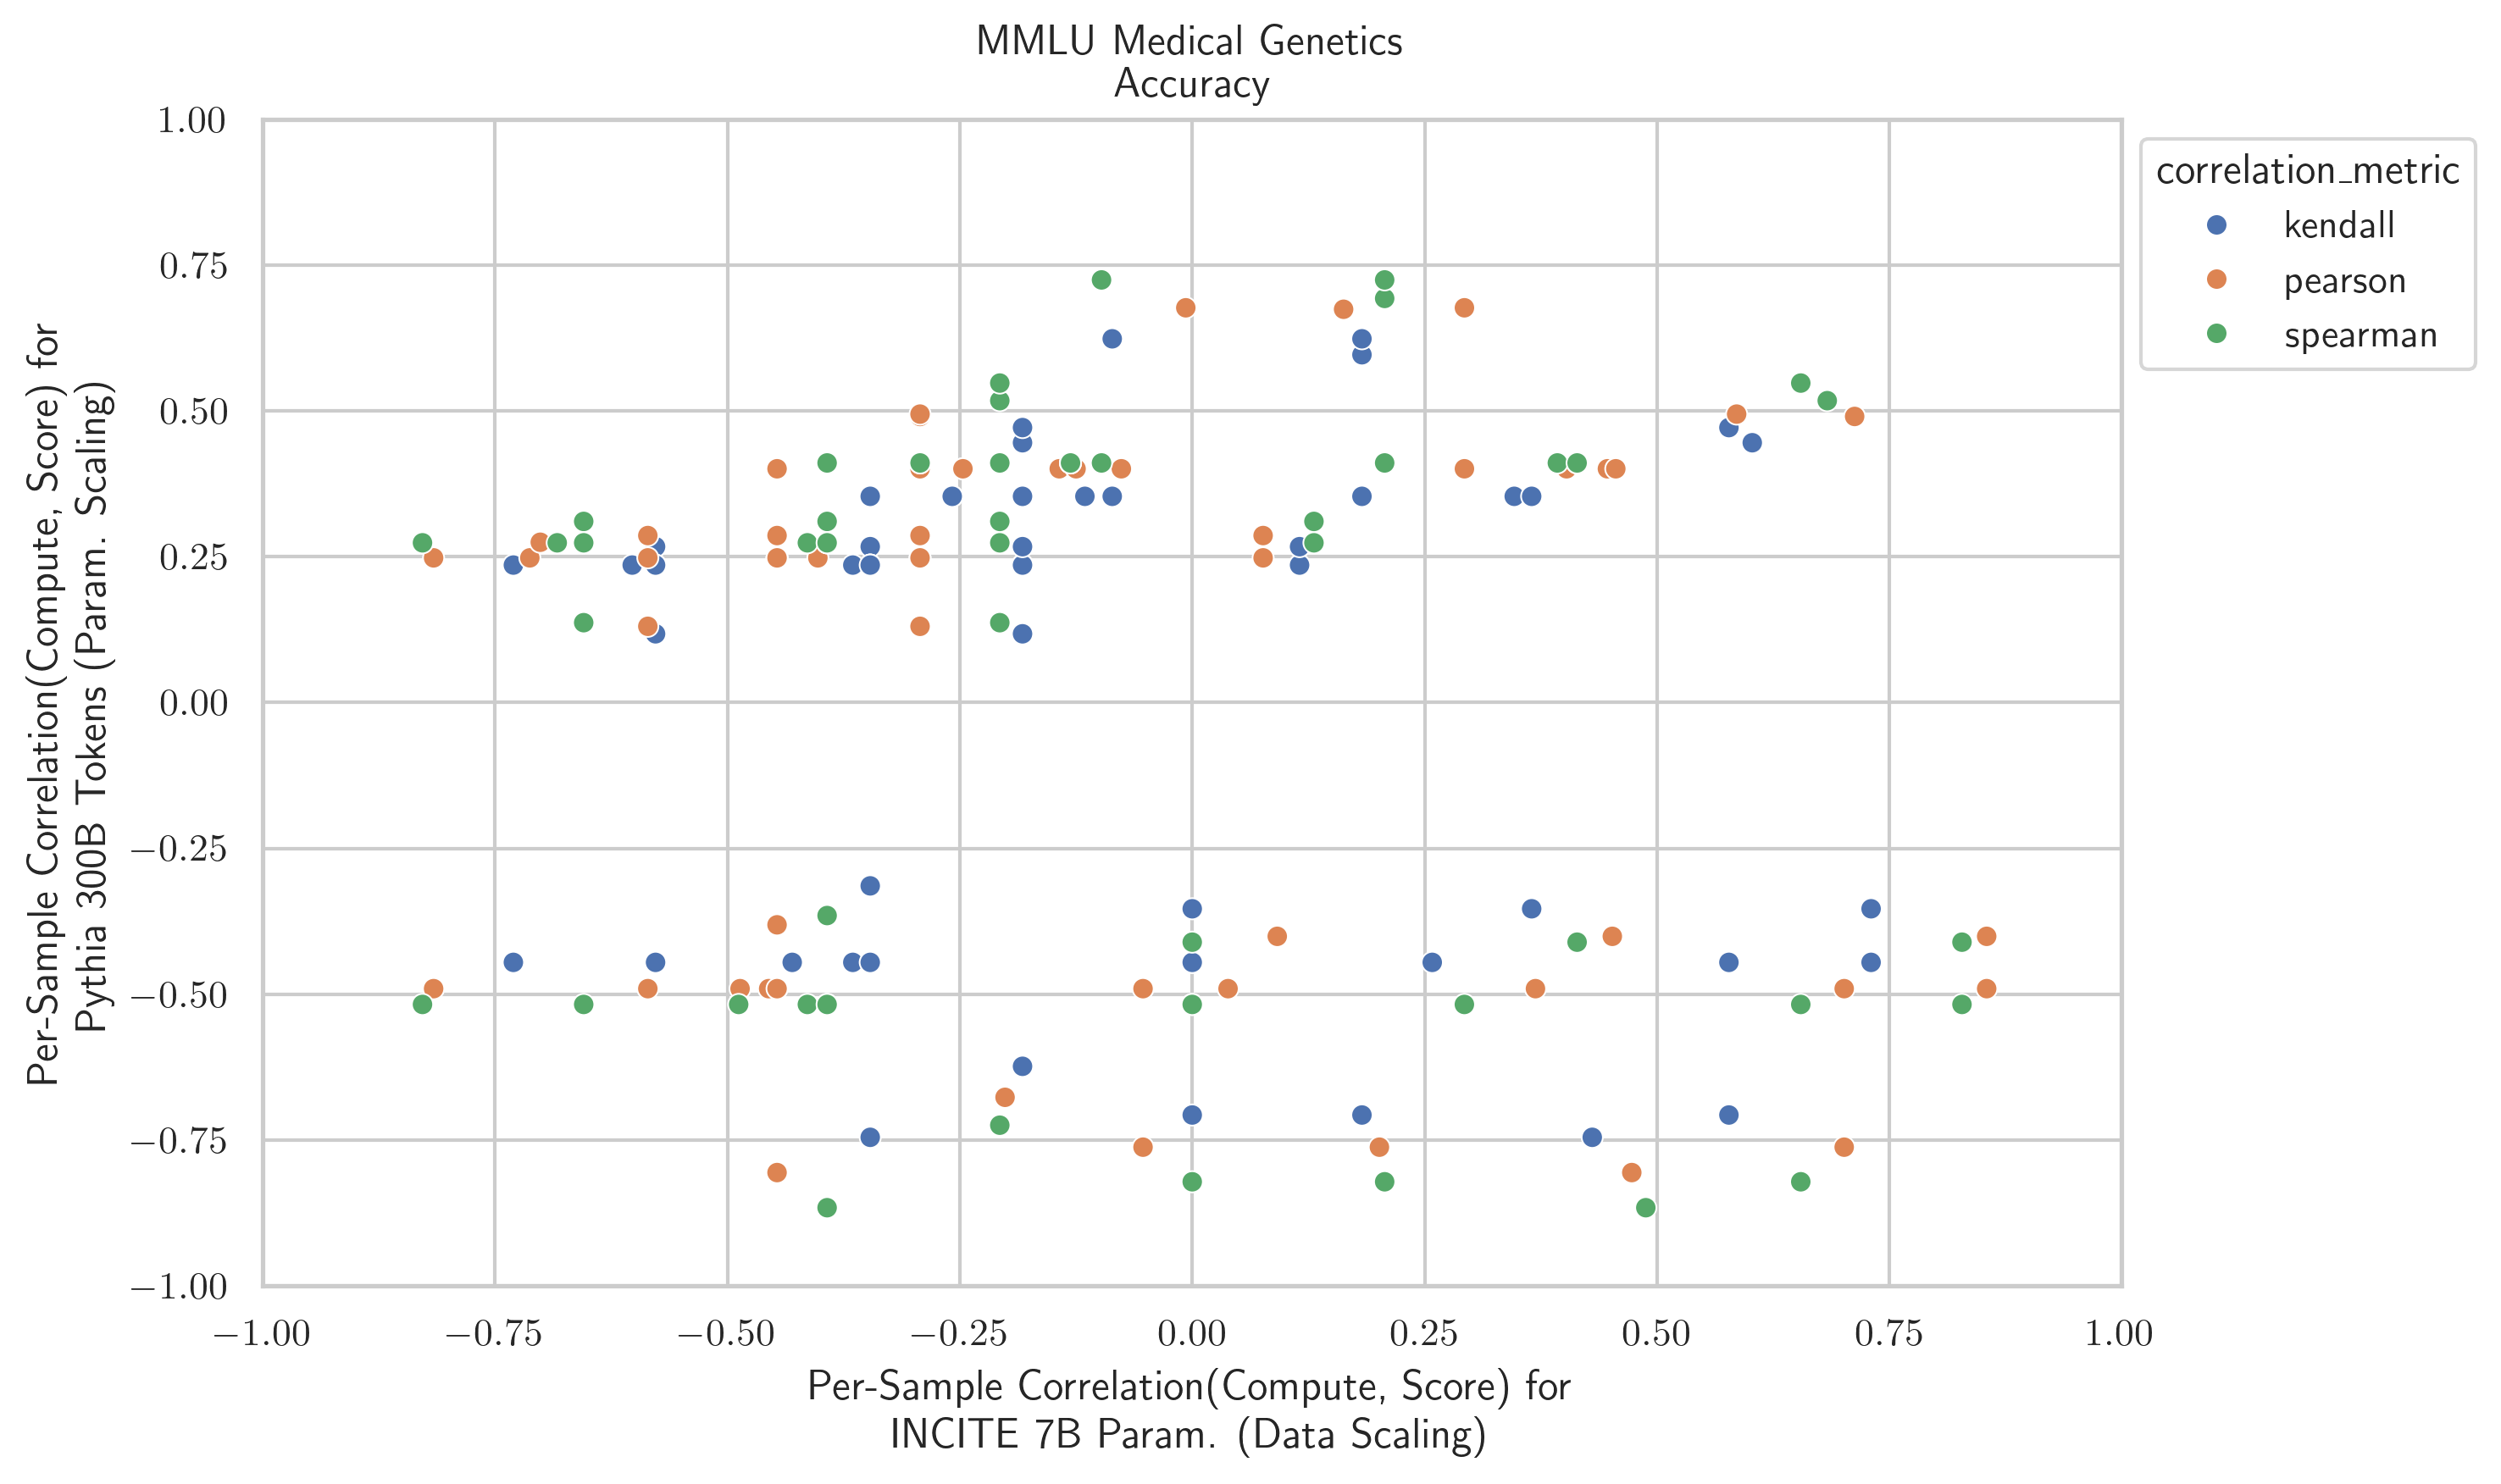 MMLU Medical Genetics
Accuracy
Per-Sample Correlation(Compute, Score) for
Pythia 300B Tokens (Param. Scaling)
1.00
0.75
0.50
0.25
0.00
−0.25
−0.50
−0.75
−1.00
−1.00 −0.75 −0.50 −0.25 0.00 0.25 0.50 0.75 1.00
Per-Sample Correlation(Compute, Score) for
INCITE 7B Param. (Data Scaling)
correlation_metric
kendall
pearson
spearman